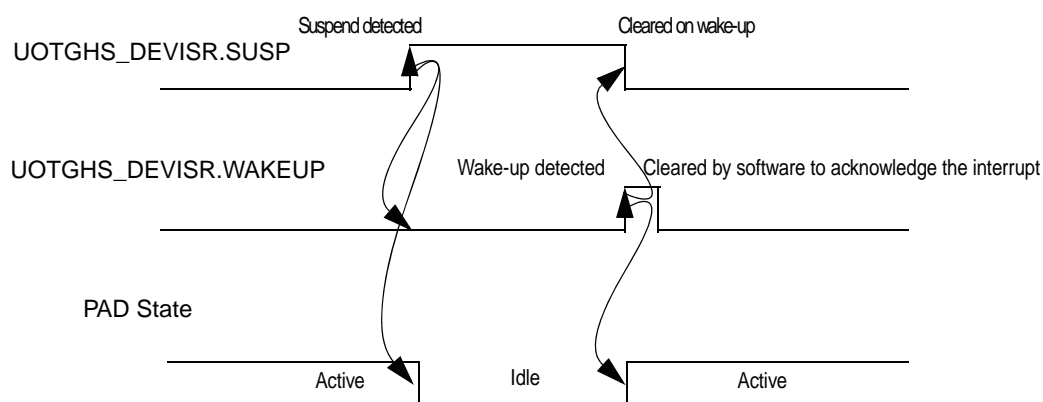 Suspend detected
Cleared on wake-up
UOTGHS_DEVISR.SUSP
Wake-up detected
Cleared by software to acknowledge the interrupt
UOTGHS_DEVISR.WAKEUP
PAD State
Active
Idle
Active